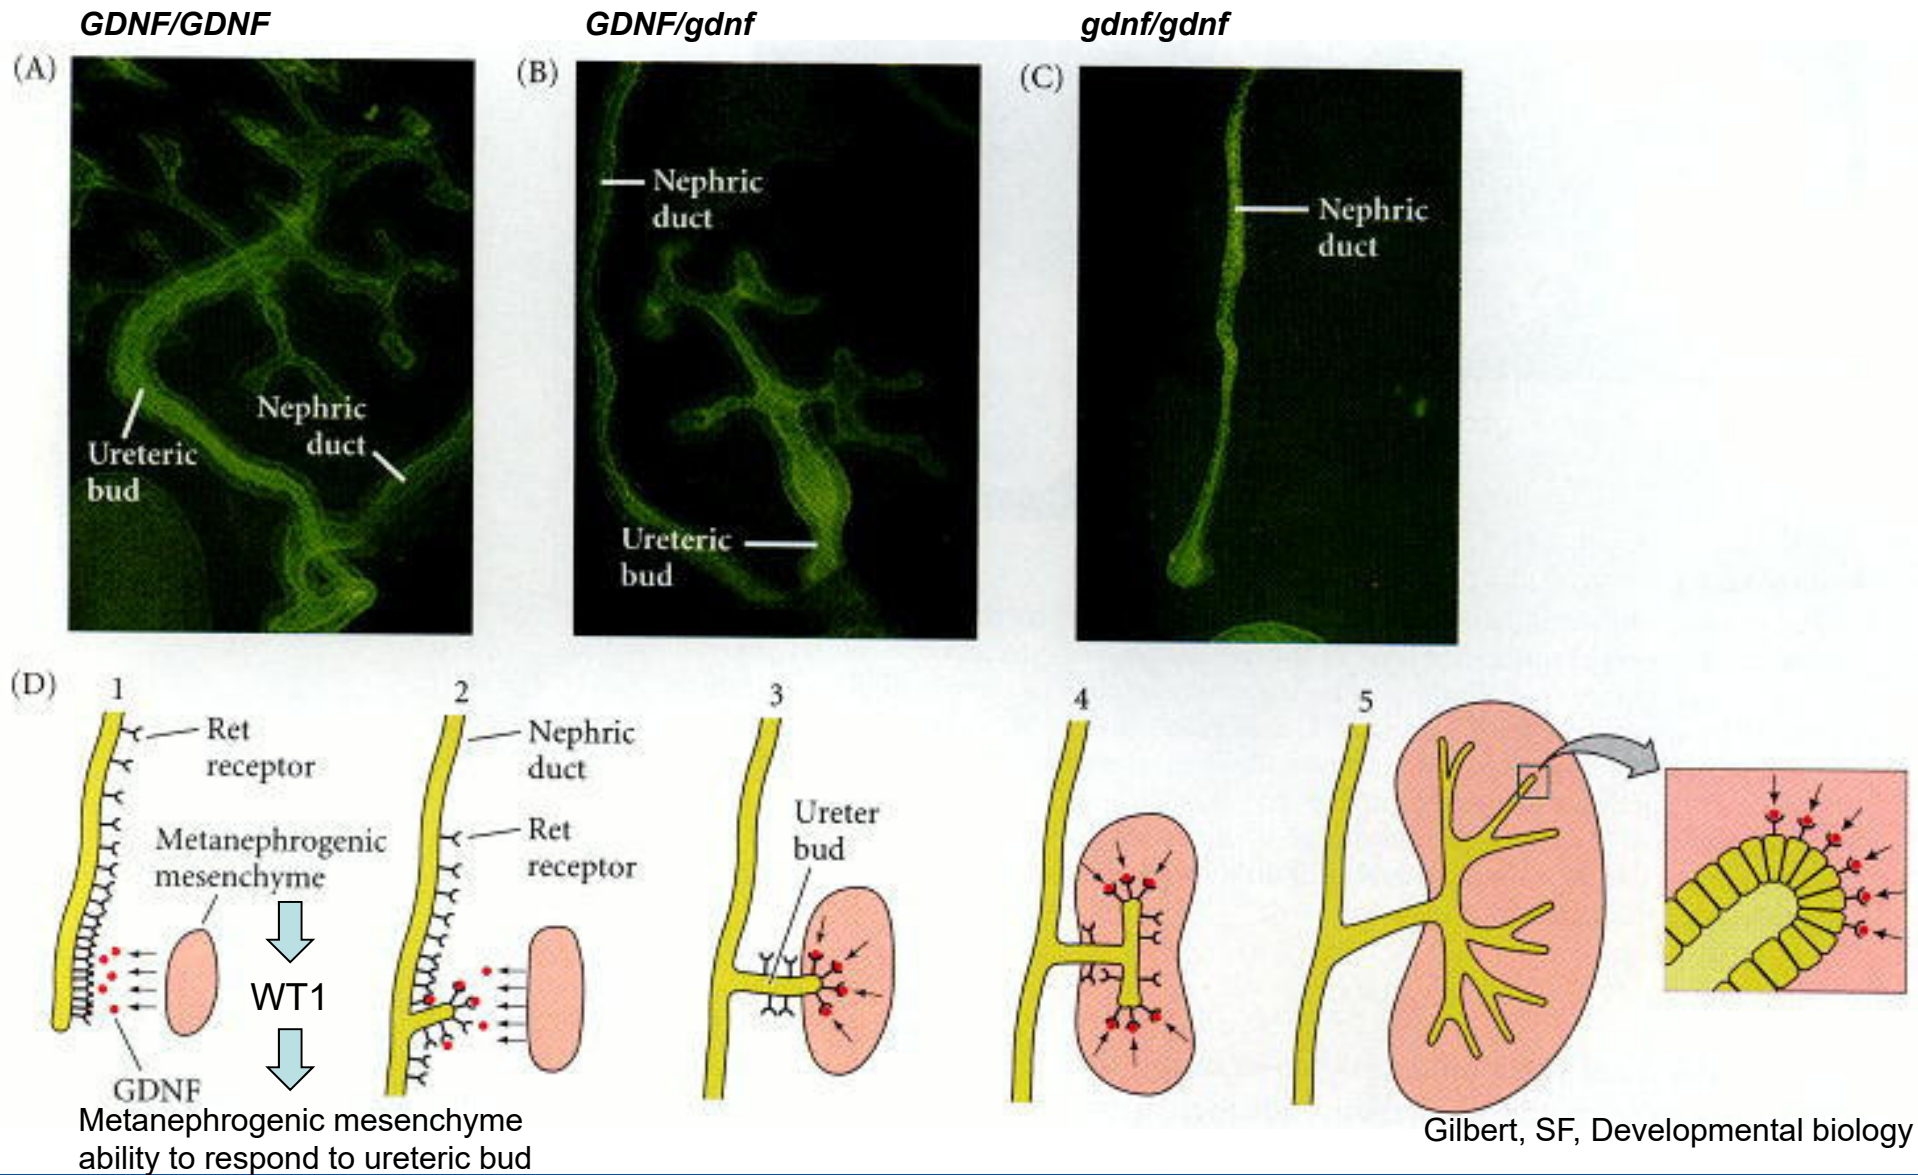 GDNF/GDNF
GDNF/gdnf
gdnf/gdnf
(A)
Ureteric
bud
Nephric
duct
(B)
Nephric
duct
Ureteric
bud
(C)
Nephric
duct
(D)
1
Ret
receptor
Metanephrogenic
mesenchyme
WT1
GDNF
Metanephrogenic mesenchyme
ability to respond to ureteric bud
2
Nephric
duct
Ret
receptor
3
Ureter
bud
4
5
Gilbert, SF, Developmental biology